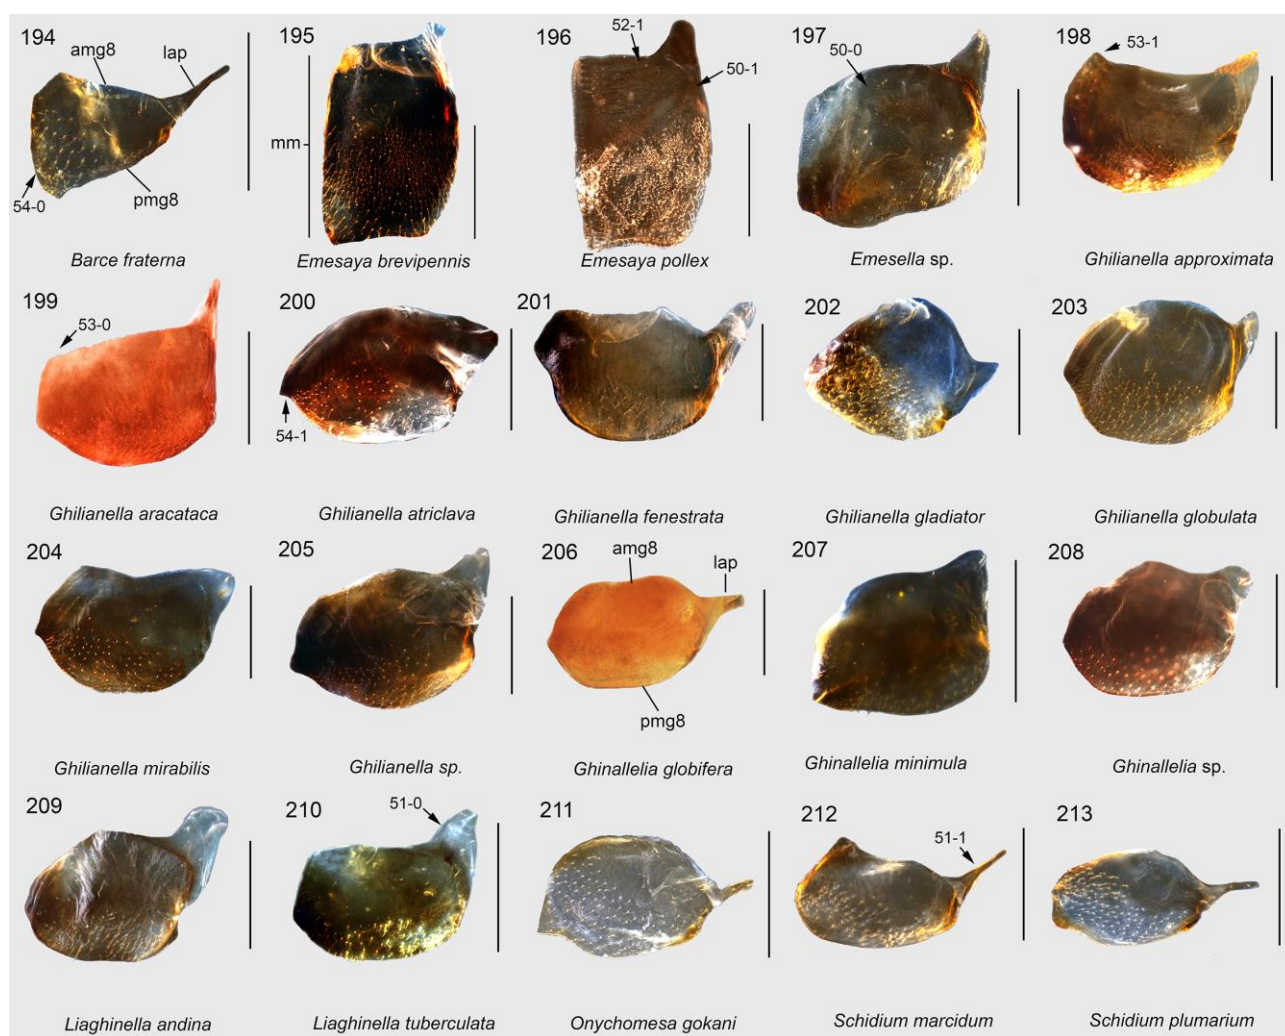 194
amg8
lap
54-0
pmg8
Barce fraterna
195
mm
Emesaya brevipennis
196
52-1
50-1
Emesaya pollex
197
50-0
Emesella sp.
198
53-1
Ghilianella approximata
199
53-0
Ghilianella aracataca
200
54-1
Ghilianella atriclava
201
Ghilianella fenestrata
202
Ghilianella gladiator
203
Ghilianella globulata
204
Ghilianella mirabilis
205
Ghilianella sp.
206
amg8
lap
pmg8
Ghinallelia globifera
207
Ghinallelia minimula
208
Ghinallelia sp.
209
Liaghinella andina
210
51-0
Liaghinella tuberculata
211
Onychomesa gokani
212
51-1
Schidium marcidum
213
Schidium plumarium